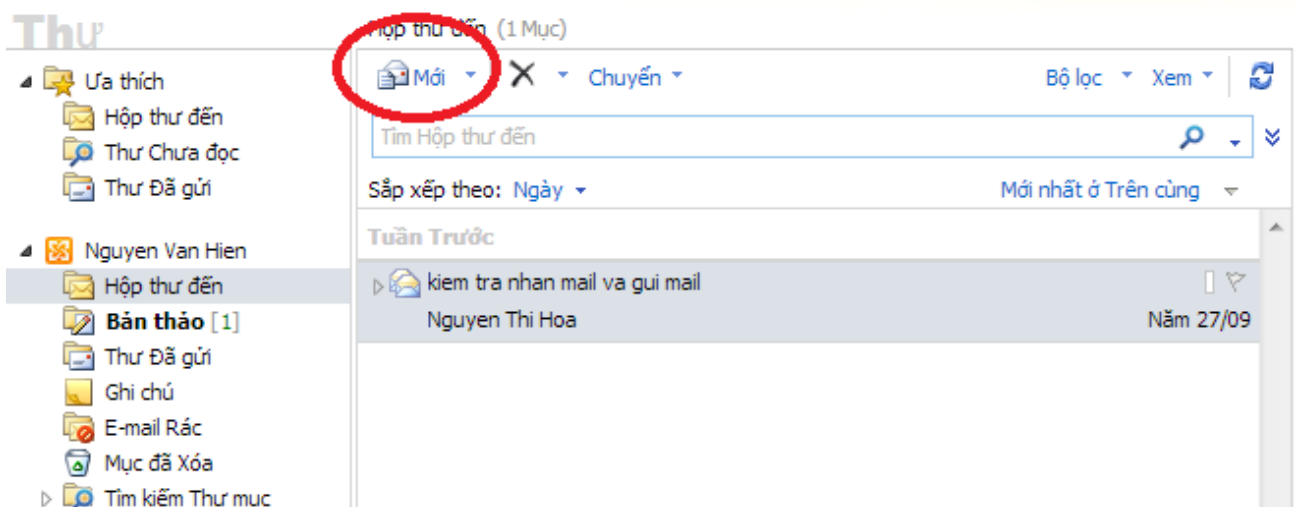 Thư
Hộp thư đến (1 Mục)
Ưa thích
Hộp thư đến
Thư Chưa đọc
Thư Đã gửi
Nguyen Van Hien
Hộp thư đến
Bản thảo [1]
Thư Đã gửi
Ghi chú
E-mail Rác
Mục đã Xóa
Tìm kiếm Thư mục
Mới Chuyển Bộ lọc Xem
Tìm Hộp thư đến
Sắp xếp theo: Ngày Mới nhất ở Trên cùng
Tuần Trước
kiem tra nhan mail va gui mail
Nguyen Thi Hoa Năm 27/09